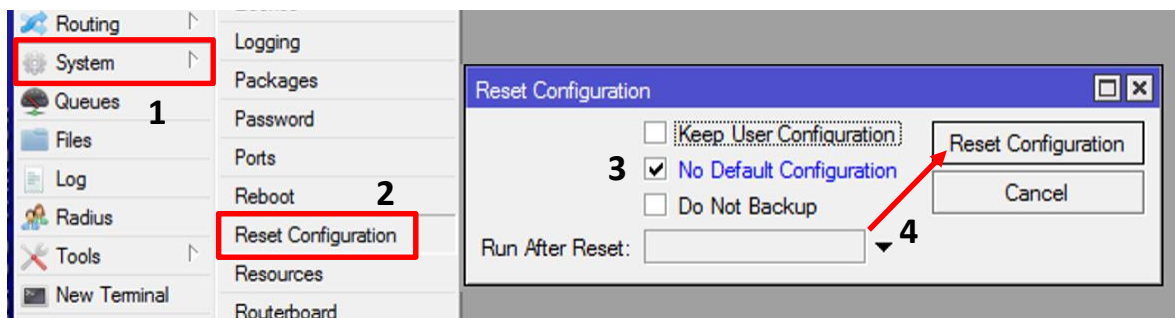 Routing
System
Queues
1
Files
Log
Radius
Tools
New Terminal
Logging
Packages
Password
Ports
Reboot
2
Reset Configuration
Resources
Routerboard
Reset Configuration
Keep User Configuration
3
No Default Configuration
Do Not Backup
Run After Reset:
4
Reset Configuration
Cancel